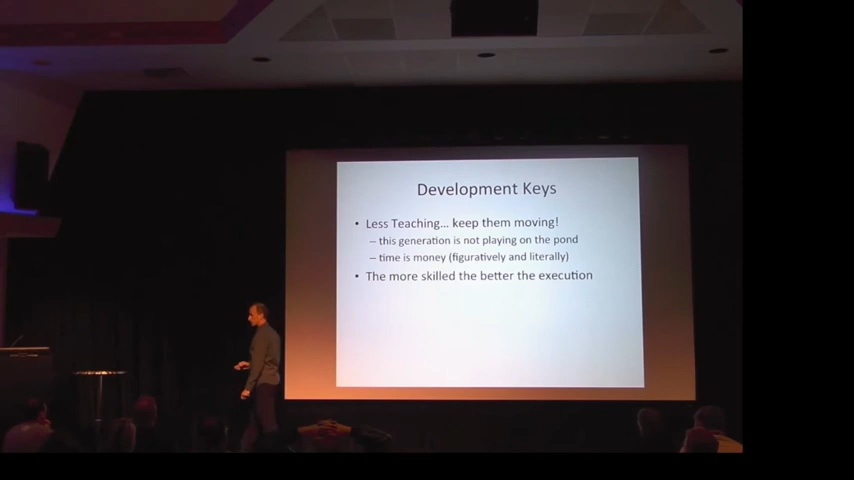 Development Keys
• Less Teaching... keep them moving!
– this generation is not playing on the pond
– time is money (figuratively and literally)
• The more skilled the better the execution